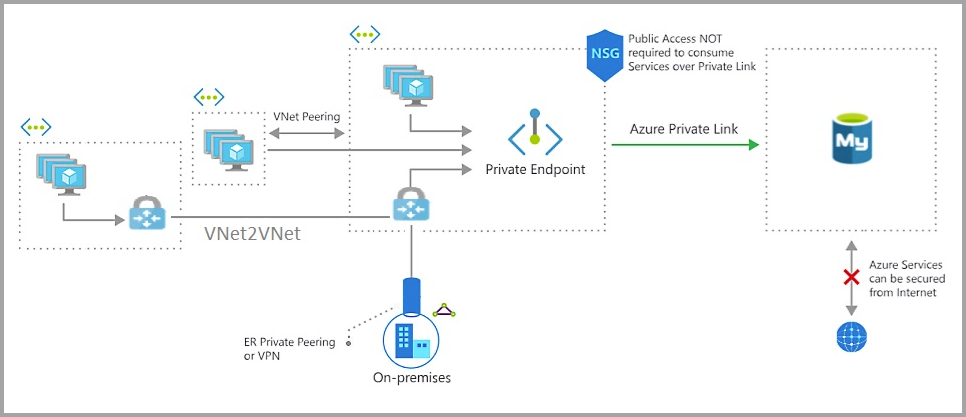 NSG
Public Access NOT
required to consume
Services over Private Link
VNet Peering
Azure Private Link
My
Private Endpoint
VNet2VNet
Azure Services
can be secured
from Internet
ER Private Peering
or VPN
On-premises